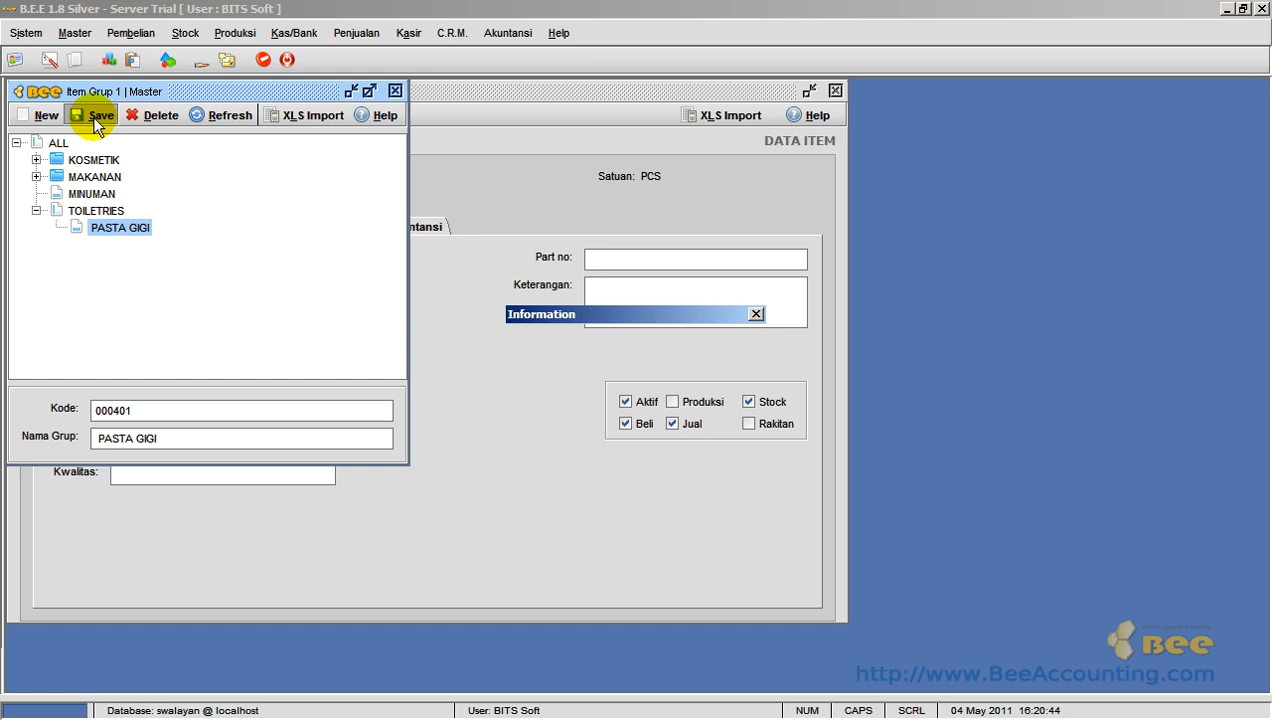 B.E.E 1.8 Silver - Server Trial [ User : BITS Soft ]
Sistem Master Pembelian Stock Produksi Kas/Bank Penjualan Kasir C.R.M. Akuntansi Help
BEE Item Grup 1 | Master
New Save Delete Refresh XLS Import Help
XLS Import Help
DATA ITEM
ALL
KOSMETIK
MAKANAN
MINUMAN
TOILETRIES
PASTA GIGI
Satuan: PCS
ntansi
Part no:
Keterangan:
Information
Aktif Produksi Stock
Beli Jual Rakitan
Kode: 000401
Nama Grup: PASTA GIGI
Kwalitas:
BEE
http://www.BeeAccounting.com
Database: swalayan @ localhost User: BITS Soft NUM CAPS SCRL 04 May 2011 16:20:44